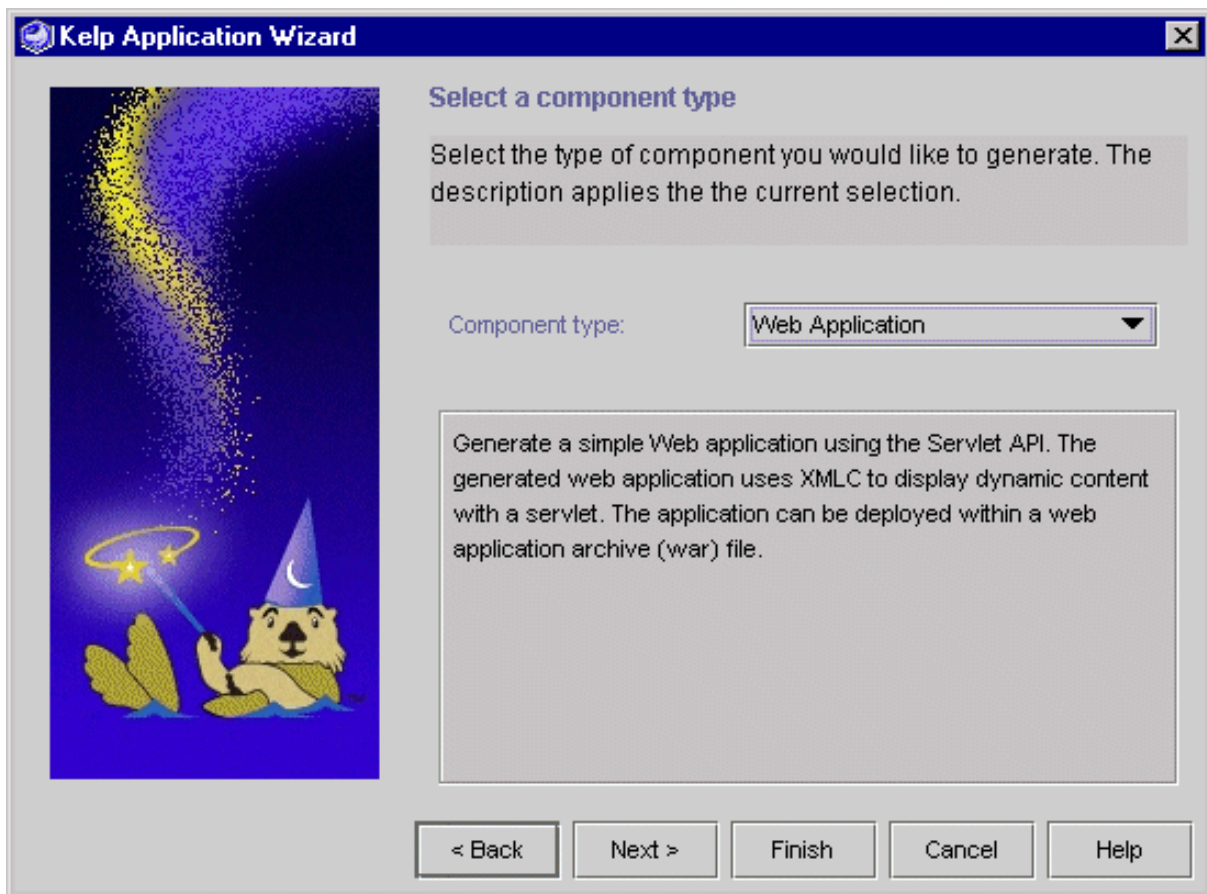 Kelp Application Wizard
Select a component type
Select the type of component you would like to generate. The
description applies the the current selection.
Component type:
Web Application
Generate a simple Web application using the Servlet API. The
generated web application uses XMLC to display dynamic content
with a servlet. The application can be deployed within a web
application archive (war) file.
TM
< Back
Next >
Finish
Cancel
Help